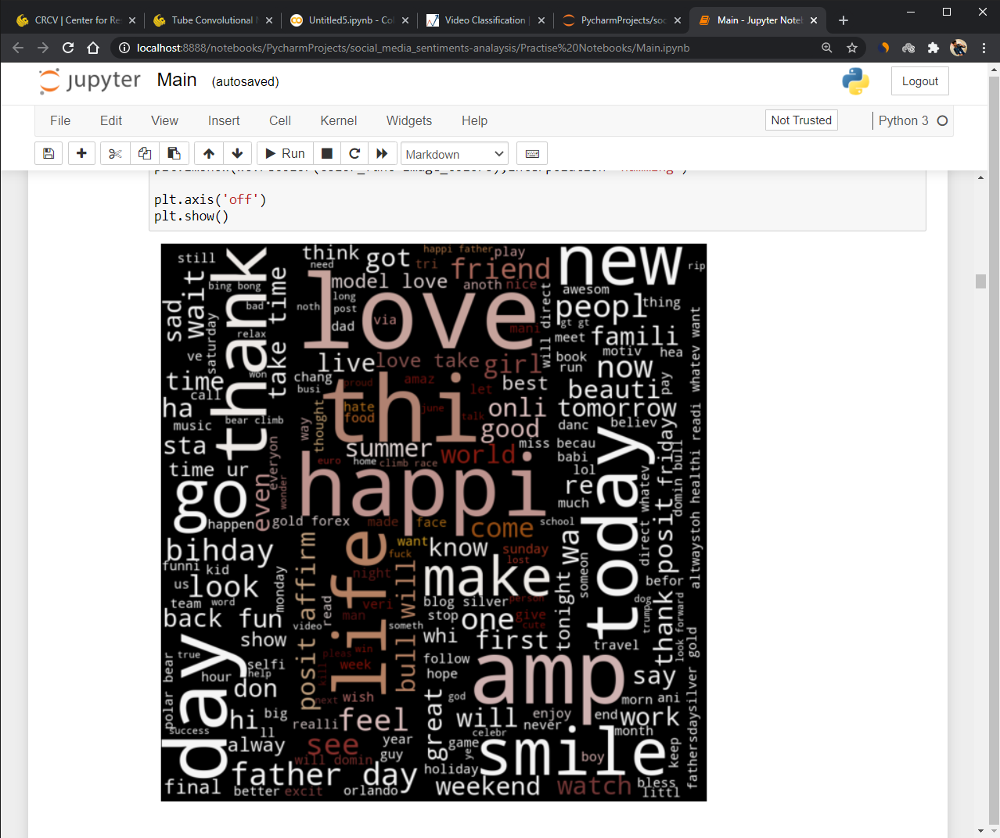 CRCV | Center for Re
Tube Convolutional N
Untitled5.ipynb - Col
Video Classification |
PycharmProjects/soc
Main - Jupyter Noteb
localhost:8888/notebooks/PycharmProjects/social_media_sentiments-analaysis/Practise%20Notebooks/Main.ipynb
jupyter Main (autosaved)
Logout
File Edit View Insert Cell Kernel Widgets Help
Not Trusted
Python 3
Run
Markdown
plt.axis('off')
plt.show()
still
thank
think
need
got
happi father
play
tri
friend
new
rip
bing bong
wait
take time
model love
anoth
nice
awesom
sad
bad
noth
long
post
love
mani
will direct
peopl
thing
dad
via
gt gt
relax
saturday
meet
famili
whatev want
ve
live
love take
girl
book
motiv
hea
run
now
time
won
chang
busi
proud
amaz
let
best
beauti
pay
call
thi
ha
hate
food
june
talk
onli
tomorrow
music
bear climb
thought
way
good
danc
believ
readi
sta
everyon
summer
world
miss
becau
babi
time ur
euro
home
climb race
lol
go
even
wonder
happi
re
today
domin bull
much
posit friday
healthi
happen
gold forex
made
face
come
school
direct whatev
altwaystoh
bihday
posit affirm
life
want
fuck
know
sunday
lost
wa
funni
kid
night
make
someon
befor
us
look
monday
bull will
tonight
team
word
read
veri
blog silver
person
dog
trump
thank
look forward
back fun
video
man
someth
stop
one
give
cute
show
whi
first
travel
day
true
pleas
win
follow
amp
gold
polar bear
selfi
help
kill
week
hope
say
hour
don
next
wish
god
morn
ani
hi
big
realli
feel
great
will
enjoy
end
work
success
ll
never
month
alway
see
year
celebr
game
smile
keep
fathersdaysilver
will domin
guy
yes
boy
father day
holiday
final
better
excit
orlando
weekend
watch
bless
littl